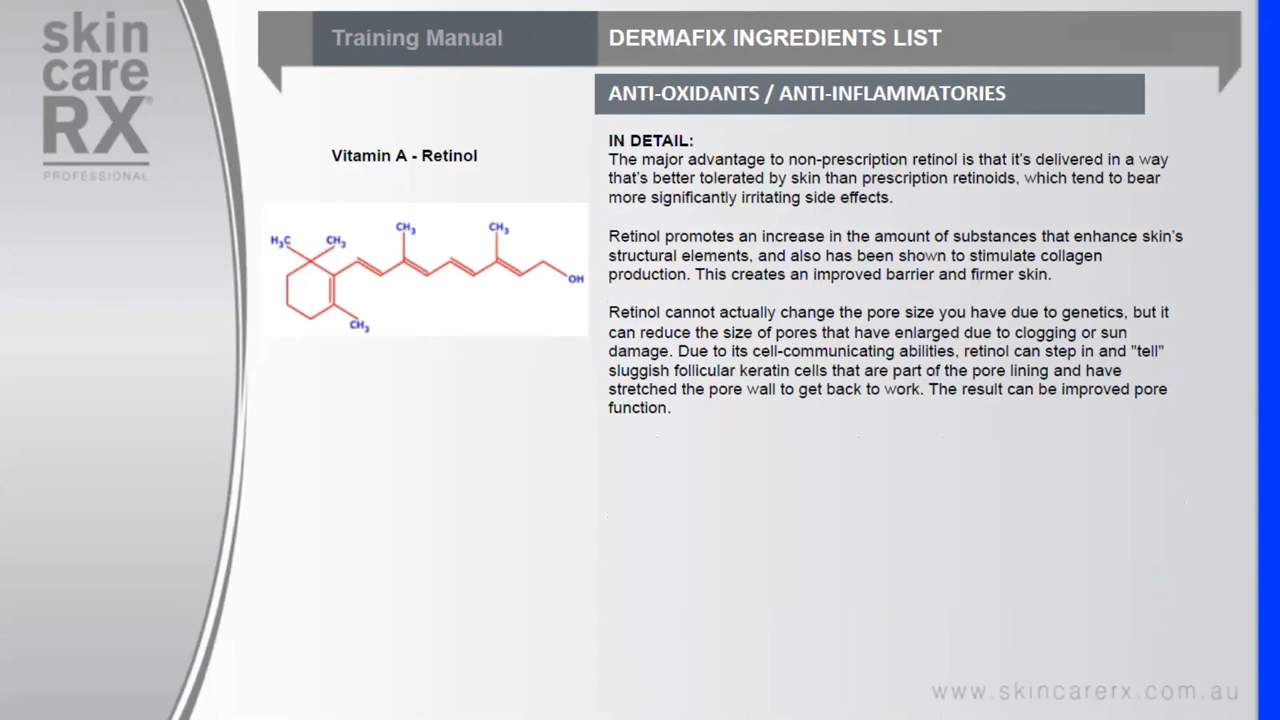 skin
care
RX®
PROFESSIONAL
Training Manual
DERMAFIX INGREDIENTS LIST
ANTI-OXIDANTS / ANTI-INFLAMMATORIES
Vitamin A - Retinol
H₃C
CH₃
CH₃
CH₃
OH
CH₃
IN DETAIL:
The major advantage to non-prescription retinol is that it's delivered in a way
that's better tolerated by skin than prescription retinoids, which tend to bear
more significantly irritating side effects.
Retinol promotes an increase in the amount of substances that enhance skin's
structural elements, and also has been shown to stimulate collagen
production. This creates an improved barrier and firmer skin.
Retinol cannot actually change the pore size you have due to genetics, but it
can reduce the size of pores that have enlarged due to clogging or sun
damage. Due to its cell-communicating abilities, retinol can step in and "tell"
sluggish follicular keratin cells that are part of the pore lining and have
stretched the pore wall to get back to work. The result can be improved pore
function.
www.skincarerx.com.au